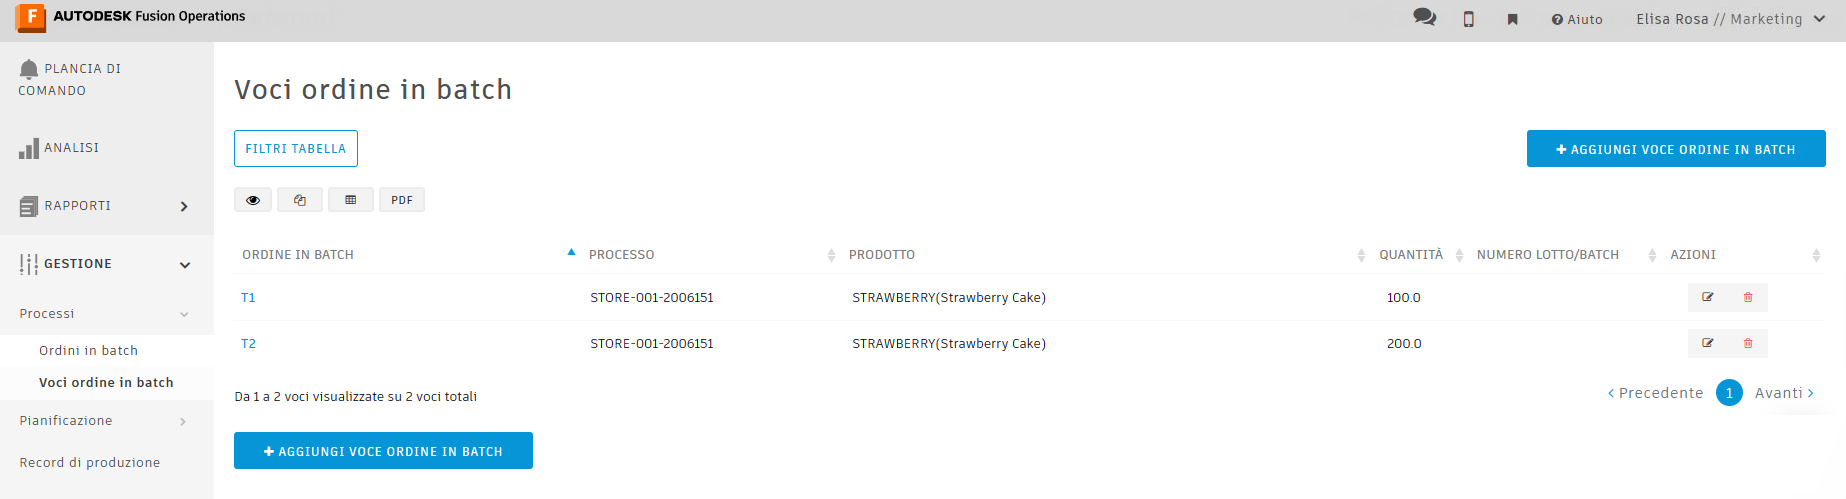 AUTODESK Fusion Operations
Aiuto
Elisa Rosa // Marketing
PLANCIA DI
COMANDO
ANALISI
RAPPORTI
GESTIONE
Processi
Ordini in batch
Voci ordine in batch
Pianificazione
Record di produzione
Voci ordine in batch
FILTRI TABELLA
+ AGGIUNGI VOCE ORDINE IN BATCH
PDF
ORDINE IN BATCH PROCESSO PRODOTTO QUANTITÀ NUMERO LOTTO/BATCH AZIONI
T1 STORE-001-2006151 STRAWBERRY(Strawberry Cake) 100.0
T2 STORE-001-2006151 STRAWBERRY(Strawberry Cake) 200.0
Da 1 a 2 voci visualizzate su 2 voci totali
‹ Precedente 1 Avanti ›
+ AGGIUNGI VOCE ORDINE IN BATCH